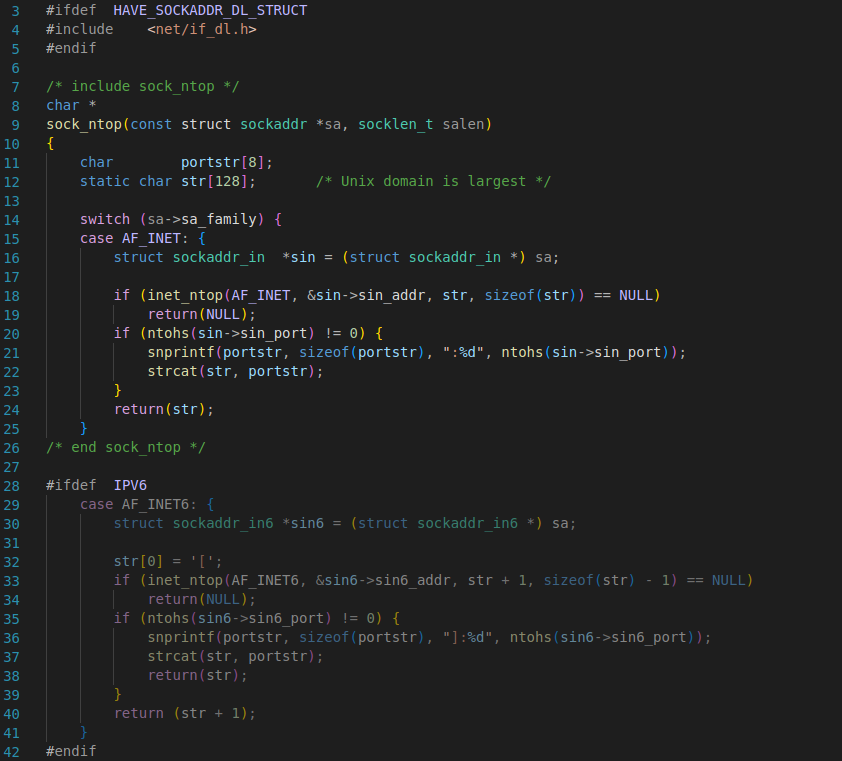 3 #ifdef  HAVE_SOCKADDR_DL_STRUCT
4 #include    <net/if_dl.h>
5 #endif
6
7 /* include sock_ntop */
8 char *
9 sock_ntop(const struct sockaddr *sa, socklen_t salen)
10 {
11     char        portstr[8];
12     static char str[128];       /* Unix domain is largest */
13
14     switch (sa->sa_family) {
15     case AF_INET: {
16         struct sockaddr_in  *sin = (struct sockaddr_in *) sa;
17
18         if (inet_ntop(AF_INET, &sin->sin_addr, str, sizeof(str)) == NULL)
19             return(NULL);
20         if (ntohs(sin->sin_port) != 0) {
21             snprintf(portstr, sizeof(portstr), ":%d", ntohs(sin->sin_port));
22             strcat(str, portstr);
23         }
24         return(str);
25     }
26 /* end sock_ntop */
27
28 #ifdef  IPV6
29     case AF_INET6: {
30         struct sockaddr_in6 *sin6 = (struct sockaddr_in6 *) sa;
31
32         str[0] = '[';
33         if (inet_ntop(AF_INET6, &sin6->sin6_addr, str + 1, sizeof(str) - 1) == NULL)
34             return(NULL);
35         if (ntohs(sin6->sin6_port) != 0) {
36             snprintf(portstr, sizeof(portstr), "]:%d", ntohs(sin6->sin6_port));
37             strcat(str, portstr);
38             return(str);
39         }
40         return (str + 1);
41     }
42 #endif